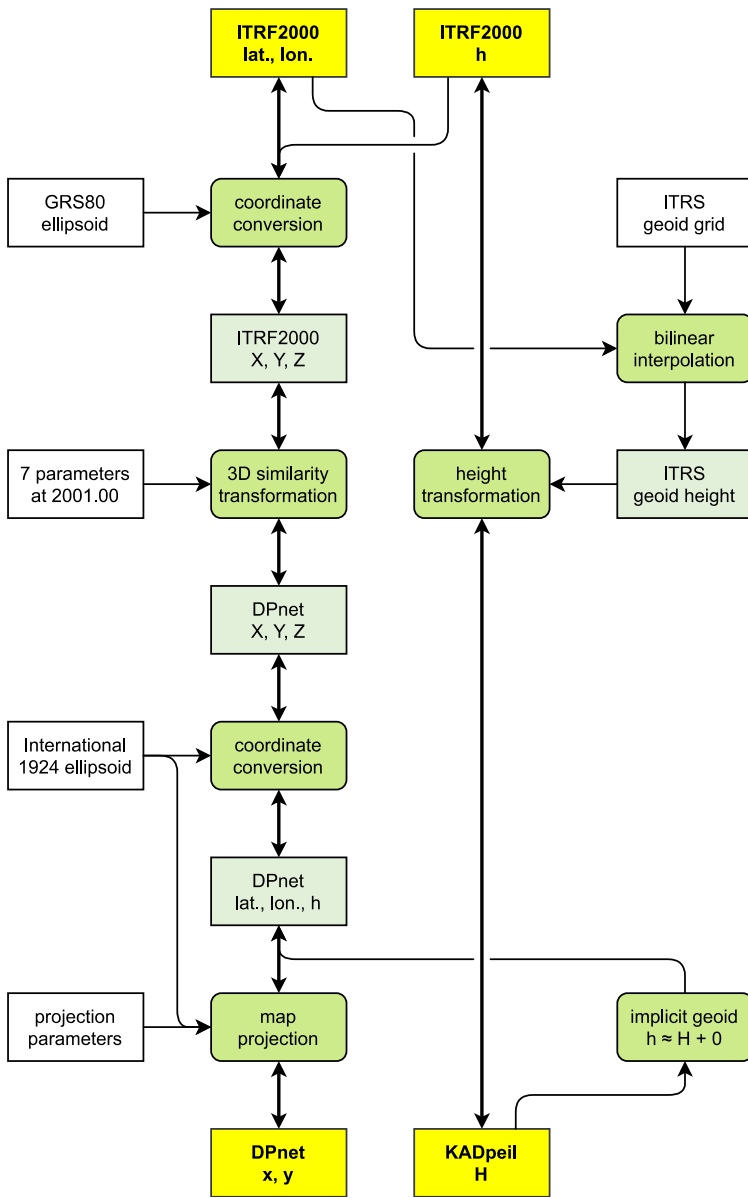 ITRF2000
lat., lon.
ITRF2000
h
GRS80
ellipsoid
coordinate
conversion
ITRS
geoid grid
ITRF2000
X, Y, Z
bilinear
interpolation
7 parameters
at 2001.00
3D similarity
transformation
height
transformation
ITRS
geoid height
DPnet
X, Y, Z
International
1924 ellipsoid
coordinate
conversion
DPnet
lat., lon., h
projection
parameters
map
projection
implicit geoid
h ≈ H + 0
DPnet
x, y
KADpeil
H